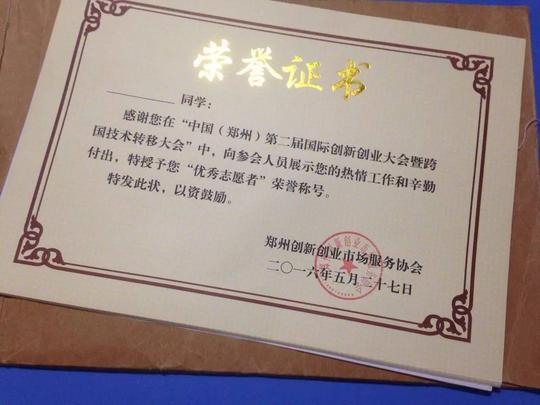 荣誉证书
同学：
感谢您在“中国（郑州）第二届国际创新创业大会暨跨
国技术转移大会”中，向参会人员展示您的热情工作和辛勤
付出，特授予您“优秀志愿者”荣誉称号。
特发此状，以资鼓励。
郑州创新创业市场服务协会
二〇一六年五月二十七日